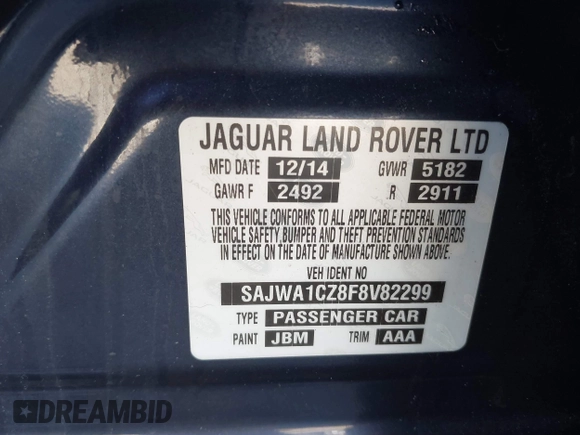 JAGUAR LAND ROVER LTD
MFD DATE 12/14 GVWR 5182
GAWR F 2492 R 2911
THIS VEHICLE CONFORMS TO ALL APPLICABLE FEDERAL MOTOR
VEHICLE SAFETY,BUMPER AND THEFT PREVENTION STANDARDS
IN EFFECT ON THE DATE OF MANUFACTURE SHOWN ABOVE.
VEH IDENT NO
SAJWA1CZ8F8V82299
TYPE PASSENGER CAR
PAINT JBM TRIM AAA
DREAMBID